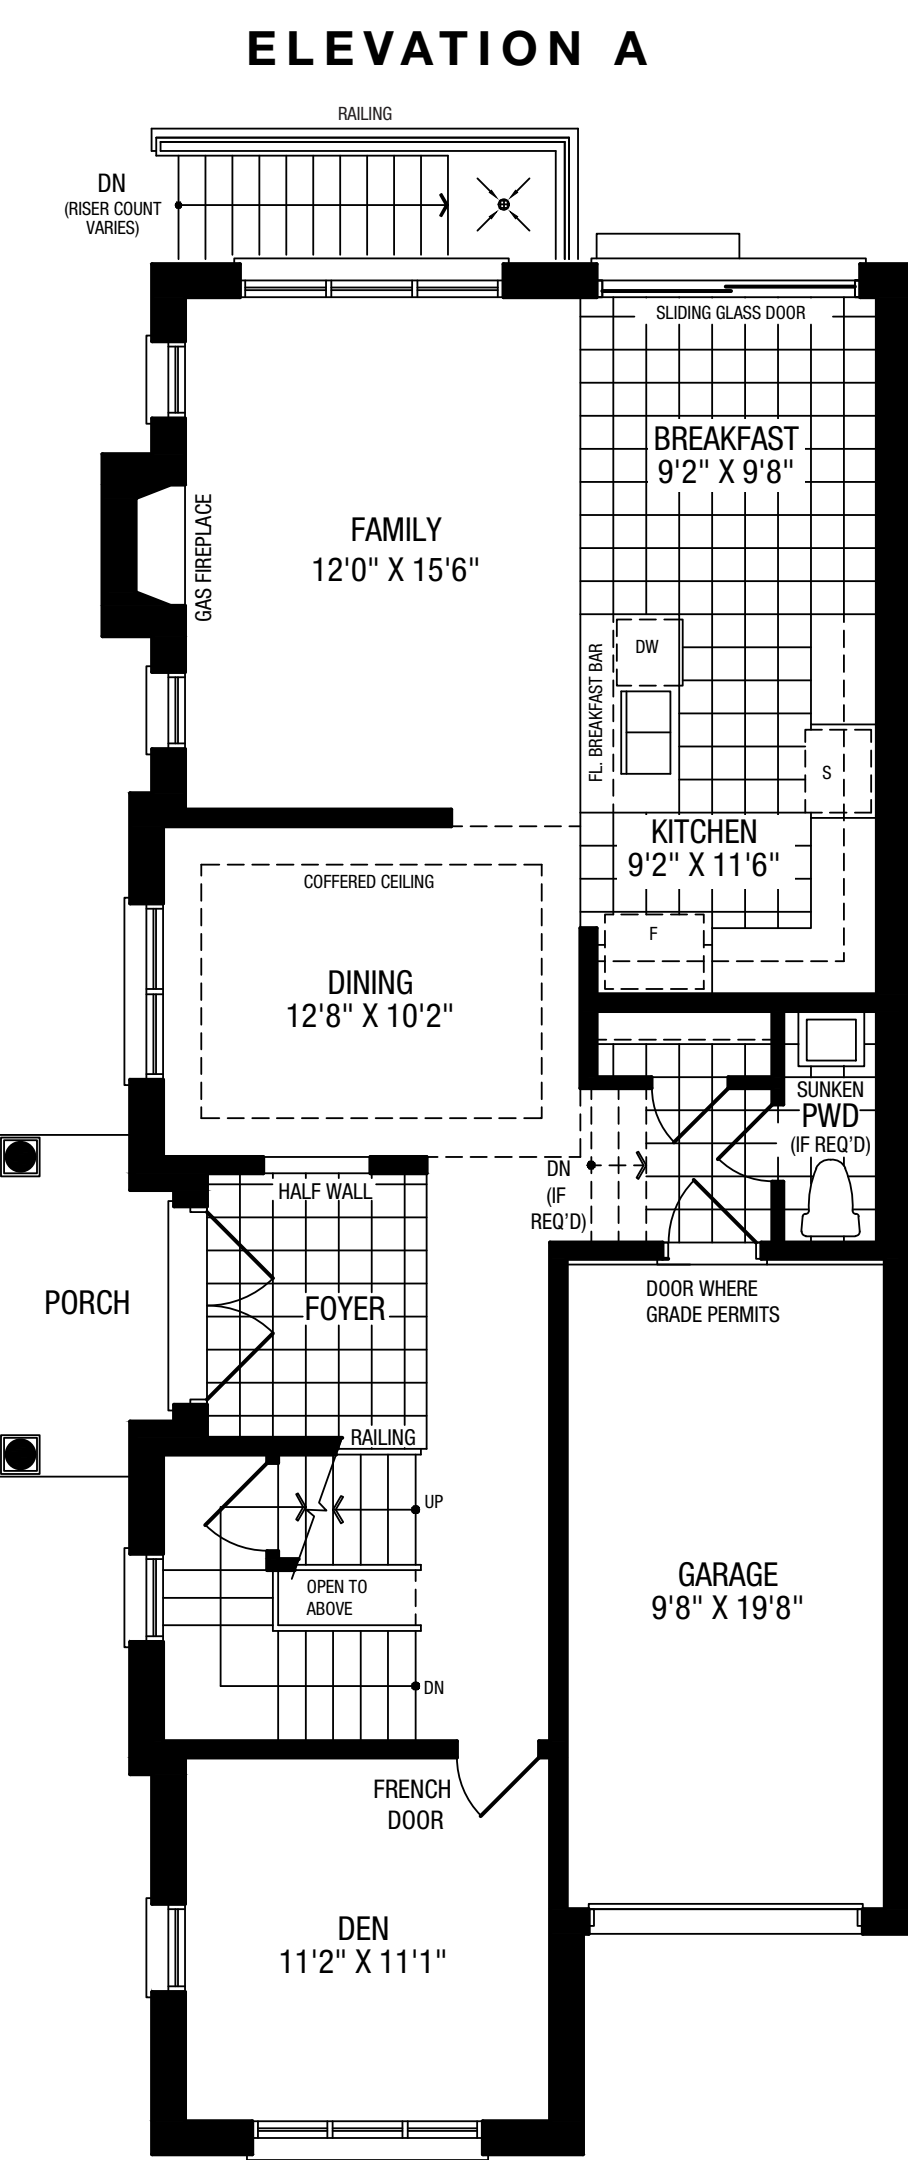 ELEVATION A
RAILING
DN
(RISER COUNT
VARIES)
SLIDING GLASS DOOR
BREAKFAST
9'2" X 9'8"
FAMILY
12'0" X 15'6"
GAS FIREPLACE
DW
FL. BREAKFAST BAR
S
KITCHEN
9'2" X 11'6"
COFFERED CEILING
F
DINING
12'8" X 10'2"
SUNKEN
PWD
(IF REQ'D)
DN
(IF
REQ'D)
HALF WALL
PORCH
FOYER
DOOR WHERE
GRADE PERMITS
RAILING
UP
OPEN TO
ABOVE
GARAGE
9'8" X 19'8"
DN
FRENCH
DOOR
DEN
11'2" X 11'1"